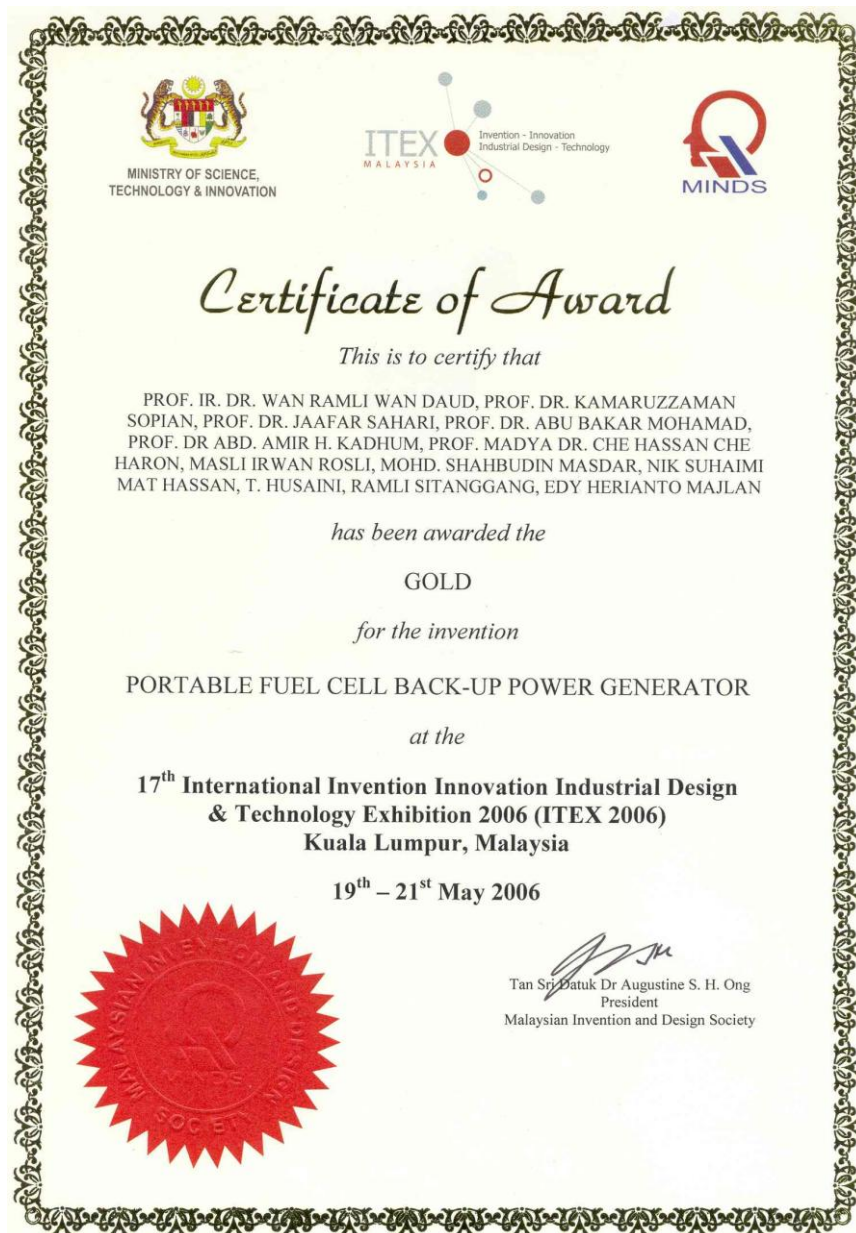 MINISTRY OF SCIENCE,
TECHNOLOGY & INNOVATION
ITEX
MALAYSIA
Invention - Innovation
Industrial Design - Technology
MINDS
Certificate of Award
This is to certify that
PROF. IR. DR. WAN RAMLI WAN DAUD, PROF. DR. KAMARUZZAMAN
SOPIAN, PROF. DR. JAAFAR SAHARI, PROF. DR. ABU BAKAR MOHAMAD,
PROF. DR ABD. AMIR H. KADHUM, PROF. MADYA DR. CHE HASSAN CHE
HARON, MASLI IRWAN ROSLI, MOHD. SHAHBUDIN MASDAR, NIK SUHAIMI
MAT HASSAN, T. HUSAINI, RAMLI SITANGGANG, EDY HERIANTO MAJLAN
has been awarded the
GOLD
for the invention
PORTABLE FUEL CELL BACK-UP POWER GENERATOR
at the
17th International Invention Innovation Industrial Design
& Technology Exhibition 2006 (ITEX 2006)
Kuala Lumpur, Malaysia
19th – 21st May 2006
Tan Sri Datuk Dr Augustine S. H. Ong
President
Malaysian Invention and Design Society
MALAYSIAN INVENTION AND DESIGN
SOCIETY
MINDS